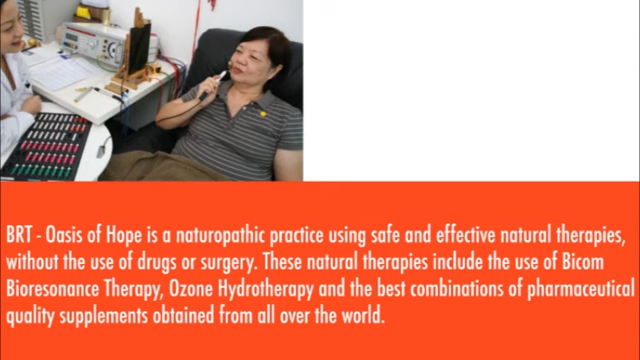 BRT - Oasis of Hope is a naturopathic practice using safe and effective natural therapies,
without the use of drugs or surgery. These natural therapies include the use of Bicom
Bioresonance Therapy, Ozone Hydrotherapy and the best combinations of pharmaceutical
quality supplements obtained from all over the world.